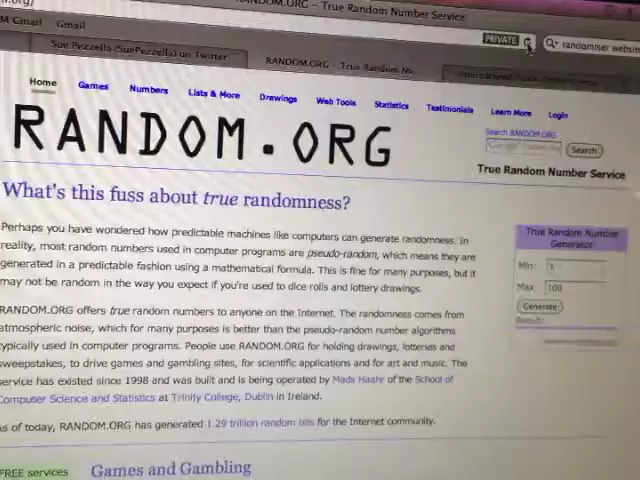 RANDOM.ORG – True Random Number Service
M Gmail Gmail
PRIVATE
randomiser website
Sue Pezzella (SuePezzella) on Twitter
RANDOM.ORG – True Random Nu...
Home Games Numbers Lists & More Drawings Web Tools Statistics Testimonials Learn More Login
RANDOM.ORG
Search RANDOM.ORG
Search
True Random Number Service
What's this fuss about true randomness?
Perhaps you have wondered how predictable machines like computers can generate randomness. In
reality, most random numbers used in computer programs are pseudo-random, which means they are
generated in a predictable fashion using a mathematical formula. This is fine for many purposes, but it
may not be random in the way you expect if you're used to dice rolls and lottery drawings.
RANDOM.ORG offers true random numbers to anyone on the Internet. The randomness comes from
atmospheric noise, which for many purposes is better than the pseudo-random number algorithms
typically used in computer programs. People use RANDOM.ORG for holding drawings, lotteries and
sweepstakes, to drive games and gambling sites, for scientific applications and for art and music. The
service has existed since 1998 and was built and is being operated by Mads Haahr of the School of
Computer Science and Statistics at Trinity College, Dublin in Ireland.
As of today, RANDOM.ORG has generated 1.29 trillion random bits for the Internet community.
True Random Number
Generator
Min: 1
Max: 100
Generate
Result:
FREE services
Games and Gambling